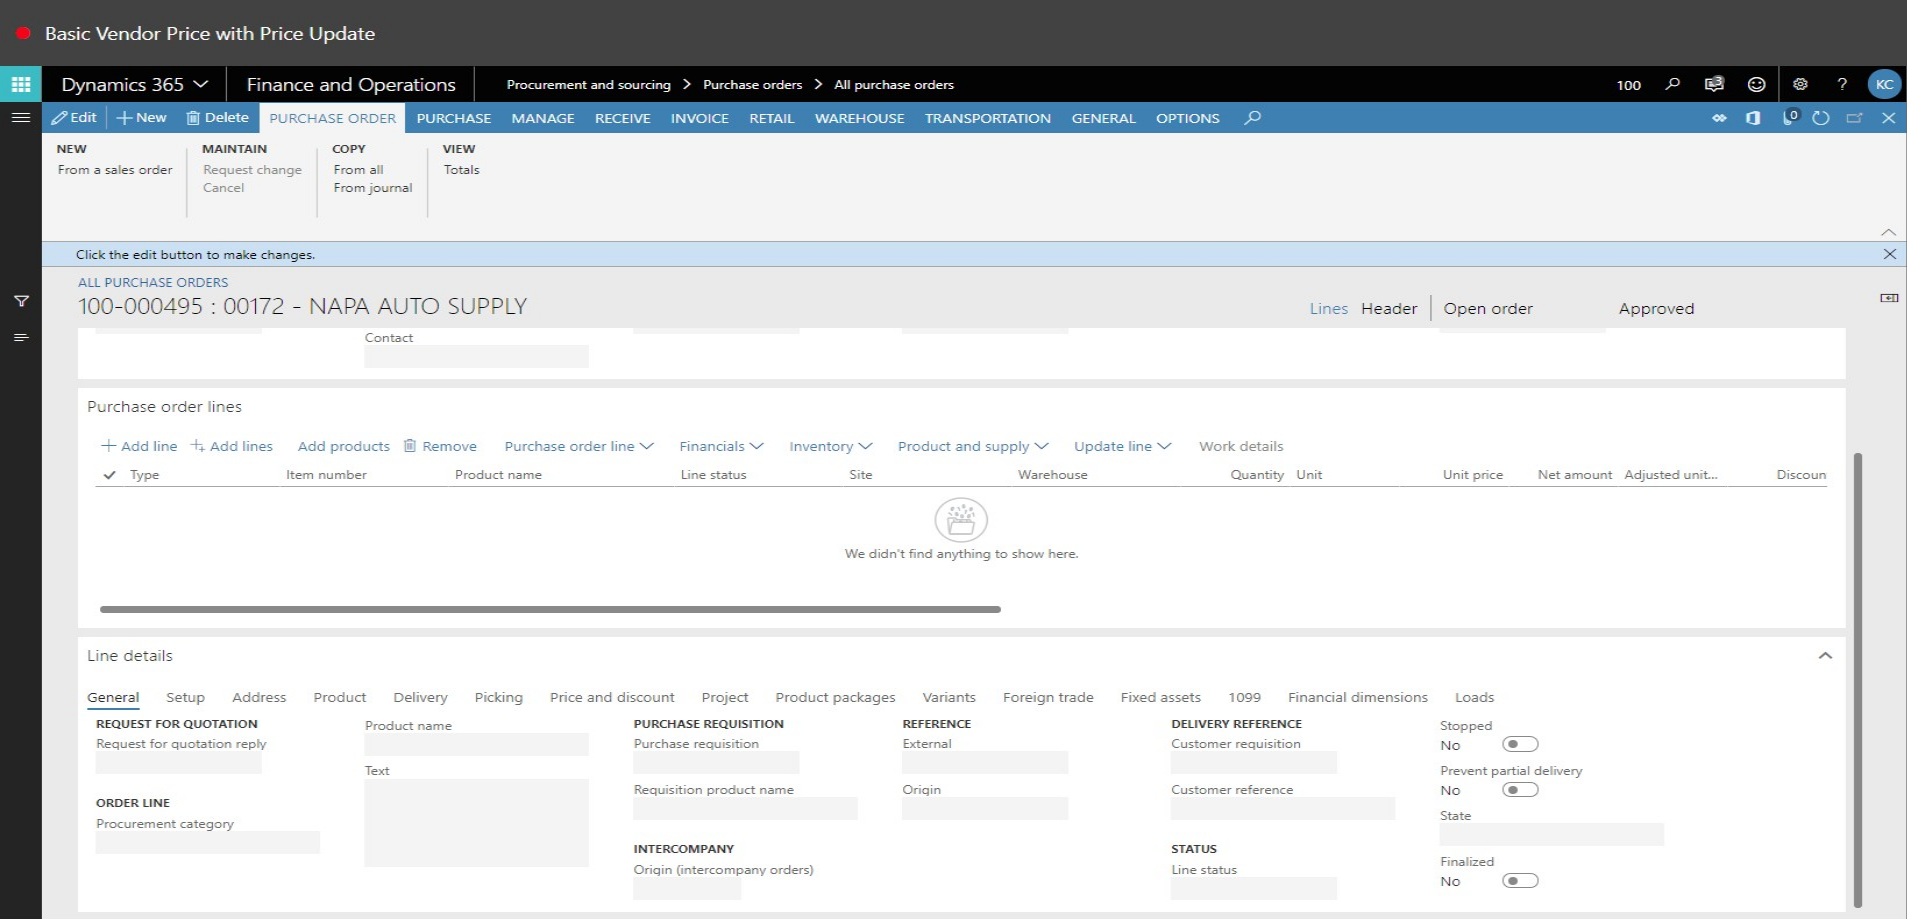 Basic Vendor Price with Price Update
Dynamics 365 Finance and Operations Procurement and sourcing > Purchase orders > All purchase orders 100 3 ? KC
Edit New Delete PURCHASE ORDER PURCHASE MANAGE RECEIVE INVOICE RETAIL WAREHOUSE TRANSPORTATION GENERAL OPTIONS 0
NEW MAINTAIN COPY VIEW
From a sales order Request change From all Totals
Cancel From journal
Click the edit button to make changes.
ALL PURCHASE ORDERS
100-000495 : 00172 - NAPA AUTO SUPPLY Lines Header Open order Approved
Contact
Purchase order lines
Add line Add lines Add products Remove Purchase order line Financials Inventory Product and supply Update line Work details
Type Item number Product name Line status Site Warehouse Quantity Unit Unit price Net amount Adjusted unit... Discoun
We didn't find anything to show here.
Line details
General Setup Address Product Delivery Picking Price and discount Project Product packages Variants Foreign trade Fixed assets 1099 Financial dimensions Loads
REQUEST FOR QUOTATION Product name PURCHASE REQUISITION REFERENCE DELIVERY REFERENCE Stopped
Request for quotation reply Purchase requisition External Customer requisition No
Text Prevent partial delivery
Requisition product name Origin Customer reference No
ORDER LINE State
Procurement category
INTERCOMPANY STATUS Finalized
Origin (intercompany orders) Line status No